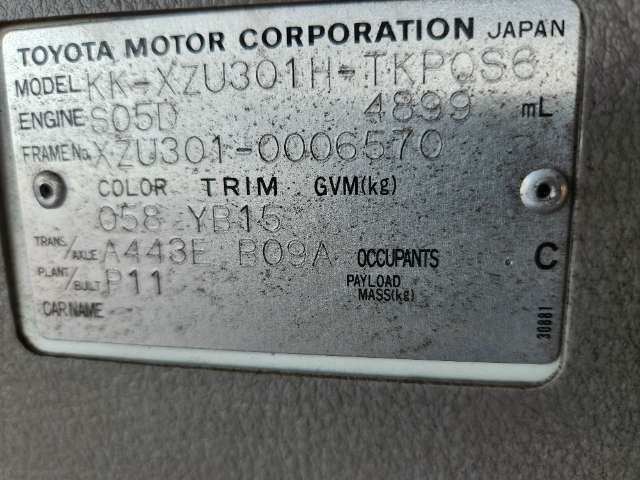 TOYOTA MOTOR CORPORATION JAPAN
MODEL KK-XZU301H-TKPQS6
ENGINE S05D 4899 mL
FRAME No. XZU301-0006570
COLOR TRIM GVM(kg)
058 YB15
TRANS./AXLE A443E B09A OCCUPANTS C
PLANT/BUILT P11 PAYLOAD MASS(kg)
CAR NAME
30881